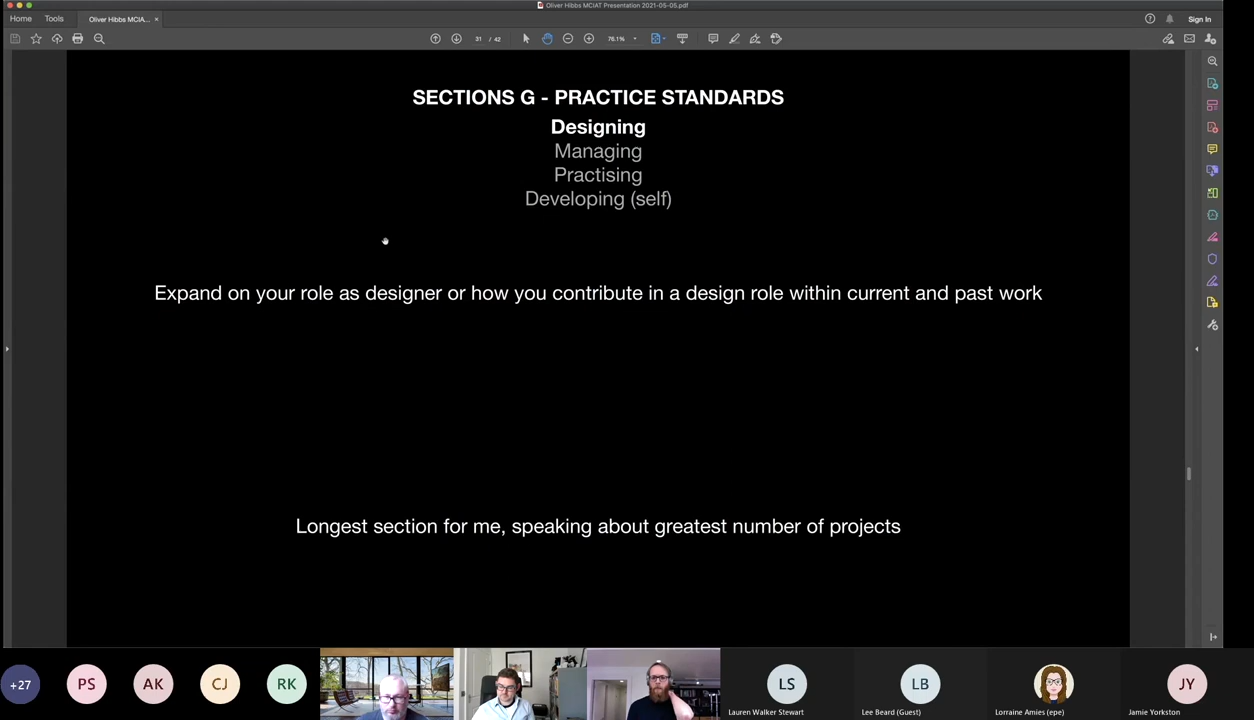 Oliver Hibbs MCIAT Presentation 2021-05-05.pdf
Home
Tools
Oliver Hibbs MCIA...
×
Sign In
31 / 42
76.1%
SECTIONS G - PRACTICE STANDARDS
Designing
Managing
Practising
Developing (self)
Expand on your role as designer or how you contribute in a design role within current and past work
Longest section for me, speaking about greatest number of projects
+27
PS
AK
CJ
RK
LS
LB
JY
Lauren Walker Stewart
Lee Beard (Guest)
Lorraine Amies (epe)
Jamie Yorkston